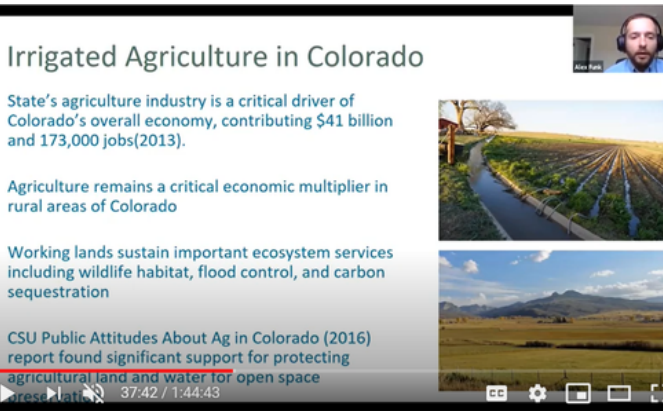 Irrigated Agriculture in Colorado
Alex Funk
State's agriculture industry is a critical driver of
Colorado's overall economy, contributing $41 billion
and 173,000 jobs(2013).
Agriculture remains a critical economic multiplier in
rural areas of Colorado
Working lands sustain important ecosystem services
including wildlife habitat, flood control, and carbon
sequestration
CSU Public Attitudes About Ag in Colorado (2016)
report found significant support for protecting
agricultural land and water for open space
preservation
37:42 / 1:44:43
CC